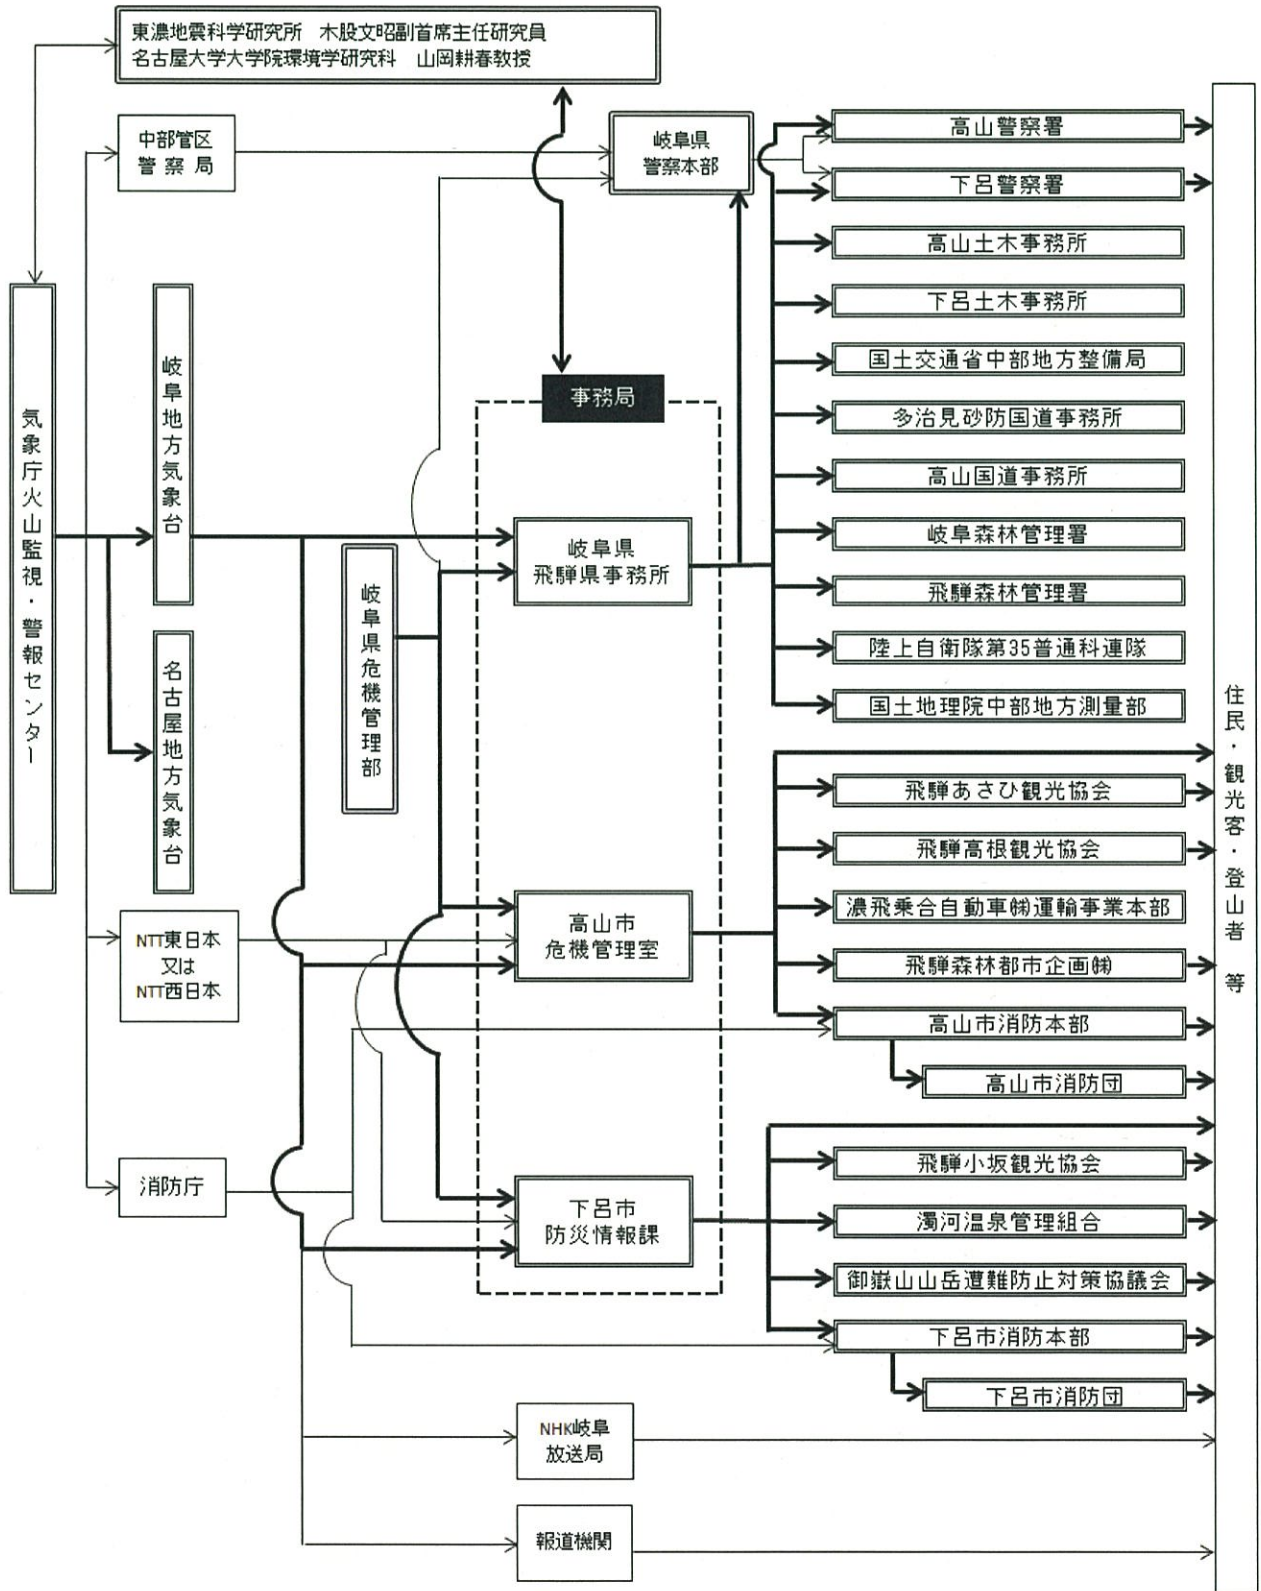 東濃地震科学研究所　木股文昭副首席主任研究員
名古屋大学大学院環境学研究科　山岡耕春教授
中部管区
警察局
岐阜県
警察本部
気象庁火山監視・警報センター
岐阜地方気象台
名古屋地方気象台
NTT東日本
又は
NTT西日本
消防庁
岐阜県危機管理部
事務局
岐阜県
飛騨県事務所
高山市
危機管理室
下呂市
防災情報課
NHK岐阜
放送局
報道機関
高山警察署
下呂警察署
高山土木事務所
下呂土木事務所
国土交通省中部地方整備局
多治見砂防国道事務所
高山国道事務所
岐阜森林管理署
飛騨森林管理署
陸上自衛隊第35普通科連隊
国土地理院中部地方測量部
飛騨あさひ観光協会
飛騨高根観光協会
濃飛乗合自動車㈱運輸事業本部
飛騨森林都市企画㈱
高山市消防本部
高山市消防団
飛騨小坂観光協会
濁河温泉管理組合
御嶽山山岳遭難防止対策協議会
下呂市消防本部
下呂市消防団
住民・観光客・登山者　等